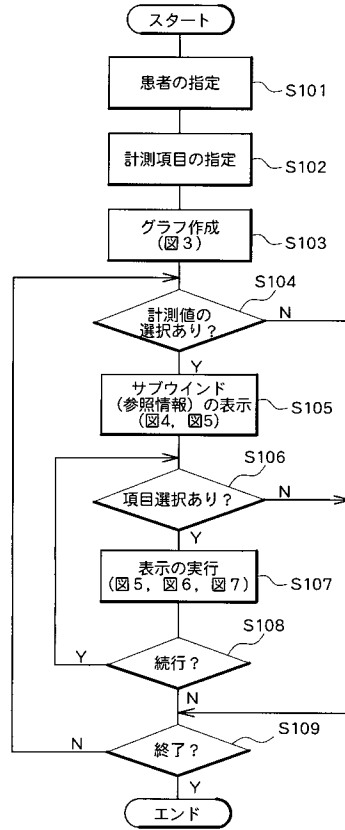 スタート
患者の指定
S101
計測項目の指定
S102
グラフ作成
(図3)
S103
S104
計測値の
選択あり?
N
Y
サブウインド
(参照情報)の表示
(図4,図5)
S105
S106
項目選択あり?
N
Y
表示の実行
(図5,図6,図7)
S107
S108
続行?
Y
N
S109
終了?
N
Y
エンド